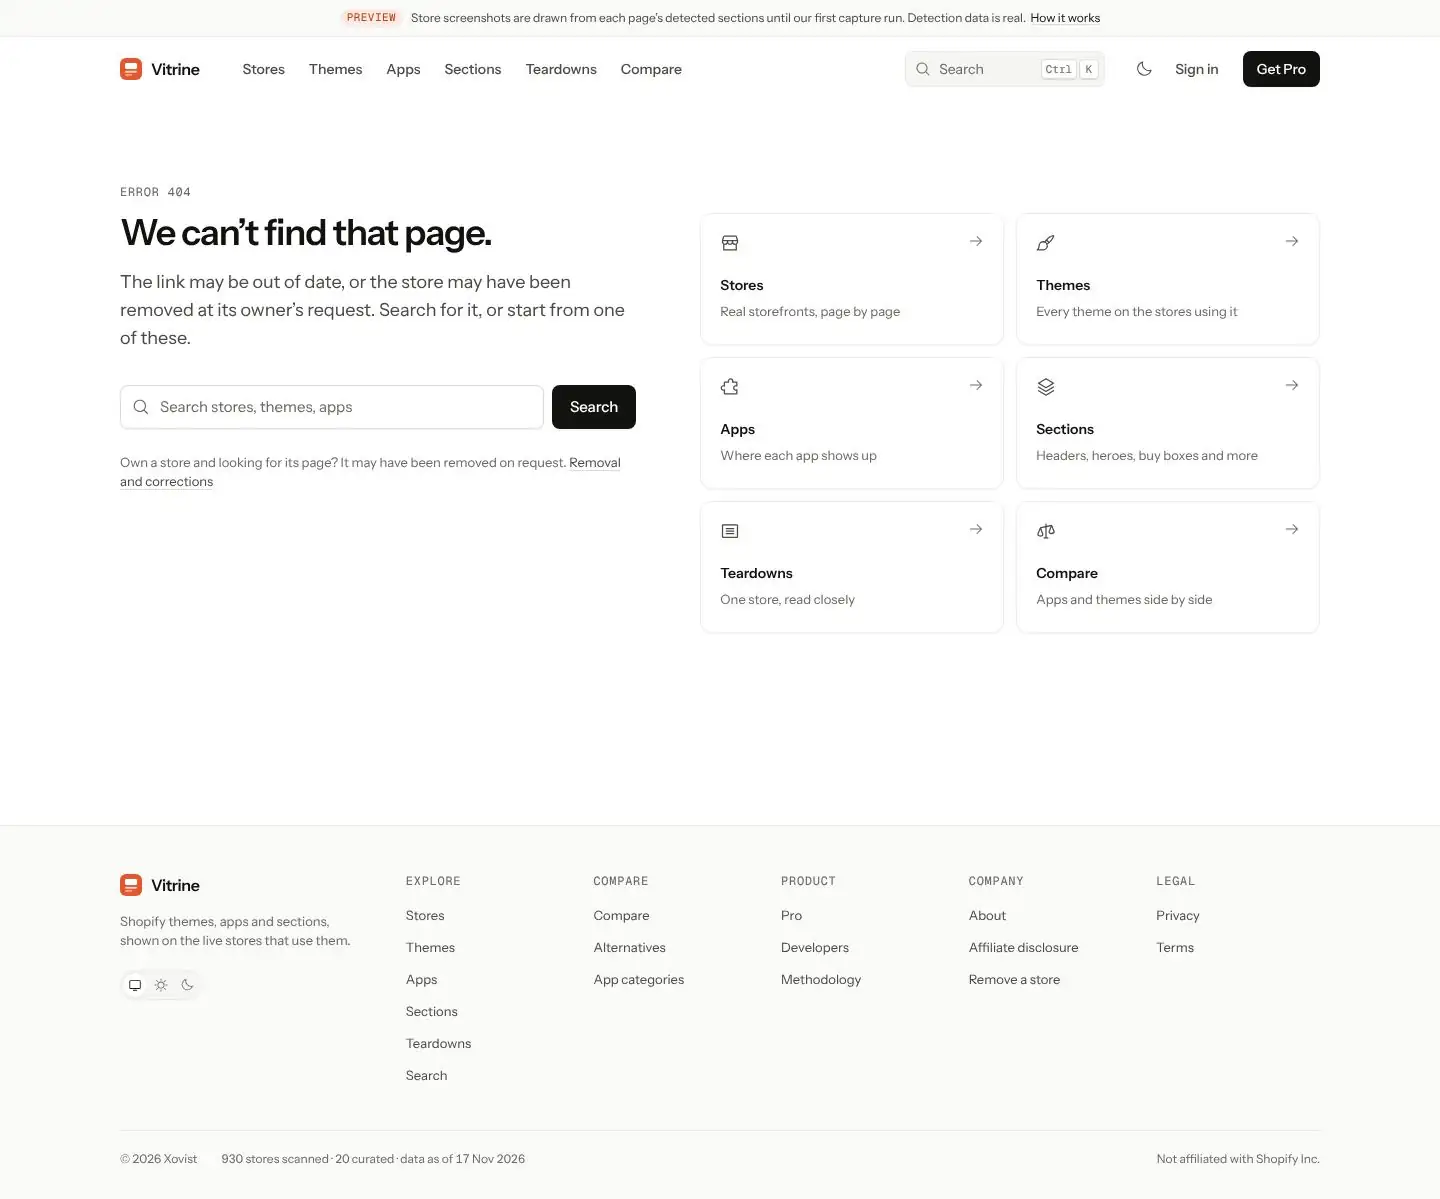 PREVIEW Store screenshots are drawn from each page's detected sections until our first capture run. Detection data is real. How it works
Vitrine
Stores
Themes
Apps
Sections
Teardowns
Compare
Search
Ctrl K
Sign in
Get Pro
ERROR 404
We can’t find that page.
The link may be out of date, or the store may have been
removed at its owner’s request. Search for it, or start from one
of these.
Search stores, themes, apps
Search
Own a store and looking for its page? It may have been removed on request. Removal
and corrections
Stores
Real storefronts, page by page
Themes
Every theme on the stores using it
Apps
Where each app shows up
Sections
Headers, heroes, buy boxes and more
Teardowns
One store, read closely
Compare
Apps and themes side by side
Vitrine
Shopify themes, apps and sections,
shown on the live stores that use them.
EXPLORE
Stores
Themes
Apps
Sections
Teardowns
Search
COMPARE
Compare
Alternatives
App categories
PRODUCT
Pro
Developers
Methodology
COMPANY
About
Affiliate disclosure
Remove a store
LEGAL
Privacy
Terms
© 2026 Xovist
930 stores scanned · 20 curated · data as of 17 Nov 2026
Not affiliated with Shopify Inc.